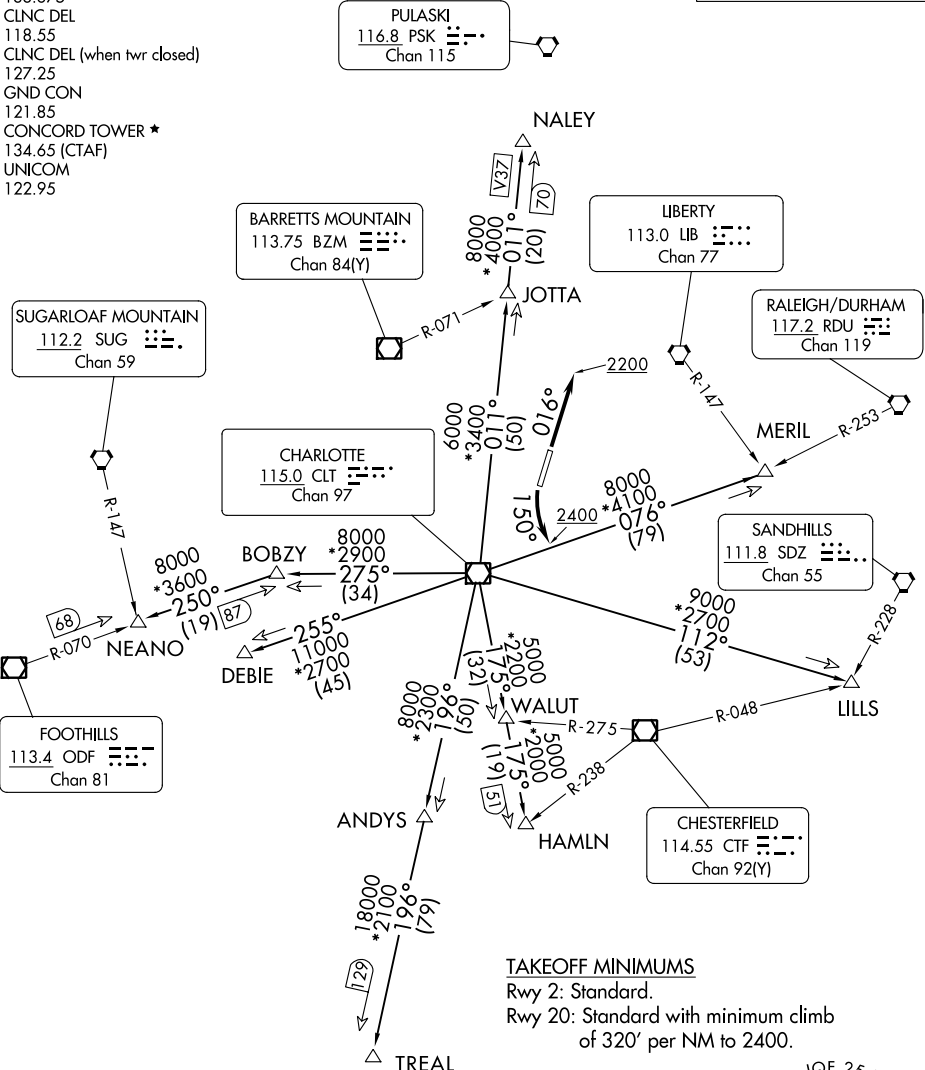 CLNC DEL
118.55
CLNC DEL (when twr closed)
127.25
GND CON
121.85
CONCORD TOWER ★
134.65 (CTAF)
UNICOM
122.95
PULASKI
116.8 PSK
Chan 115
NALEY
V37
70
8000
*4000
011°
(20)
BARRETTS MOUNTAIN
113.75 BZM
Chan 84(Y)
LIBERTY
113.0 LIB
Chan 77
JOTTA
R-071
SUGARLOAF MOUNTAIN
112.2 SUG
Chan 59
RALEIGH/DURHAM
117.2 RDU
Chan 119
2200
016°
R-147
R-253
MERIL
6000
*3400
011°
(50)
CHARLOTTE
115.0 CLT
Chan 97
150°
2400
8000
*4100
076°
(79)
R-147
SANDHILLS
111.8 SDZ
Chan 55
BOBZY
8000
*2900
275°
(34)
8000
*3600
250°
(19)
87
68
R-070
NEANO
255°
11000
*2700
(45)
DEBIE
9000
*2700
112°
(53)
R-228
LILLS
5000
*2200
175°
(32)
WALUT
R-275
R-048
8000
*2300
196°
(50)
FOOTHILLS
113.4 ODF
Chan 81
5000
*2000
175°
(19)
51
R-238
ANDYS
HAMLN
CHESTERFIELD
114.55 CTF
Chan 92(Y)
18000
*2100
196°
(79)
129
TREAL
TAKEOFF MINIMUMS
Rwy 2: Standard.
Rwy 20: Standard with minimum climb
of 320' per NM to 2400.